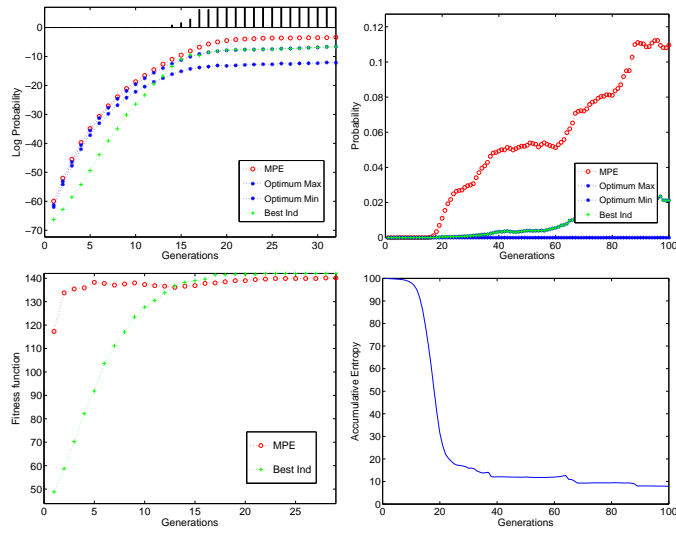 0
-10
-20
-30
-40
-50
-60
-70
Log Probability
0 5 10 15 20 25 30
Generations
MPE
Optimum Max
Optimum Min
Best Ind
0.12
0.08
0.06
0.04
0.02
0
Probability
0 20 40 60 80 100
Generations
MPE
Optimum Max
Optimum Min
Best Ind
140
130
120
110
100
90
80
70
60
50
Fitness function
0 5 10 15 20 25
Generations
MPE
Best Ind
100
90
80
70
60
50
40
30
20
10
0
Accumulative Entropy
0 20 40 60 80 100
Generations